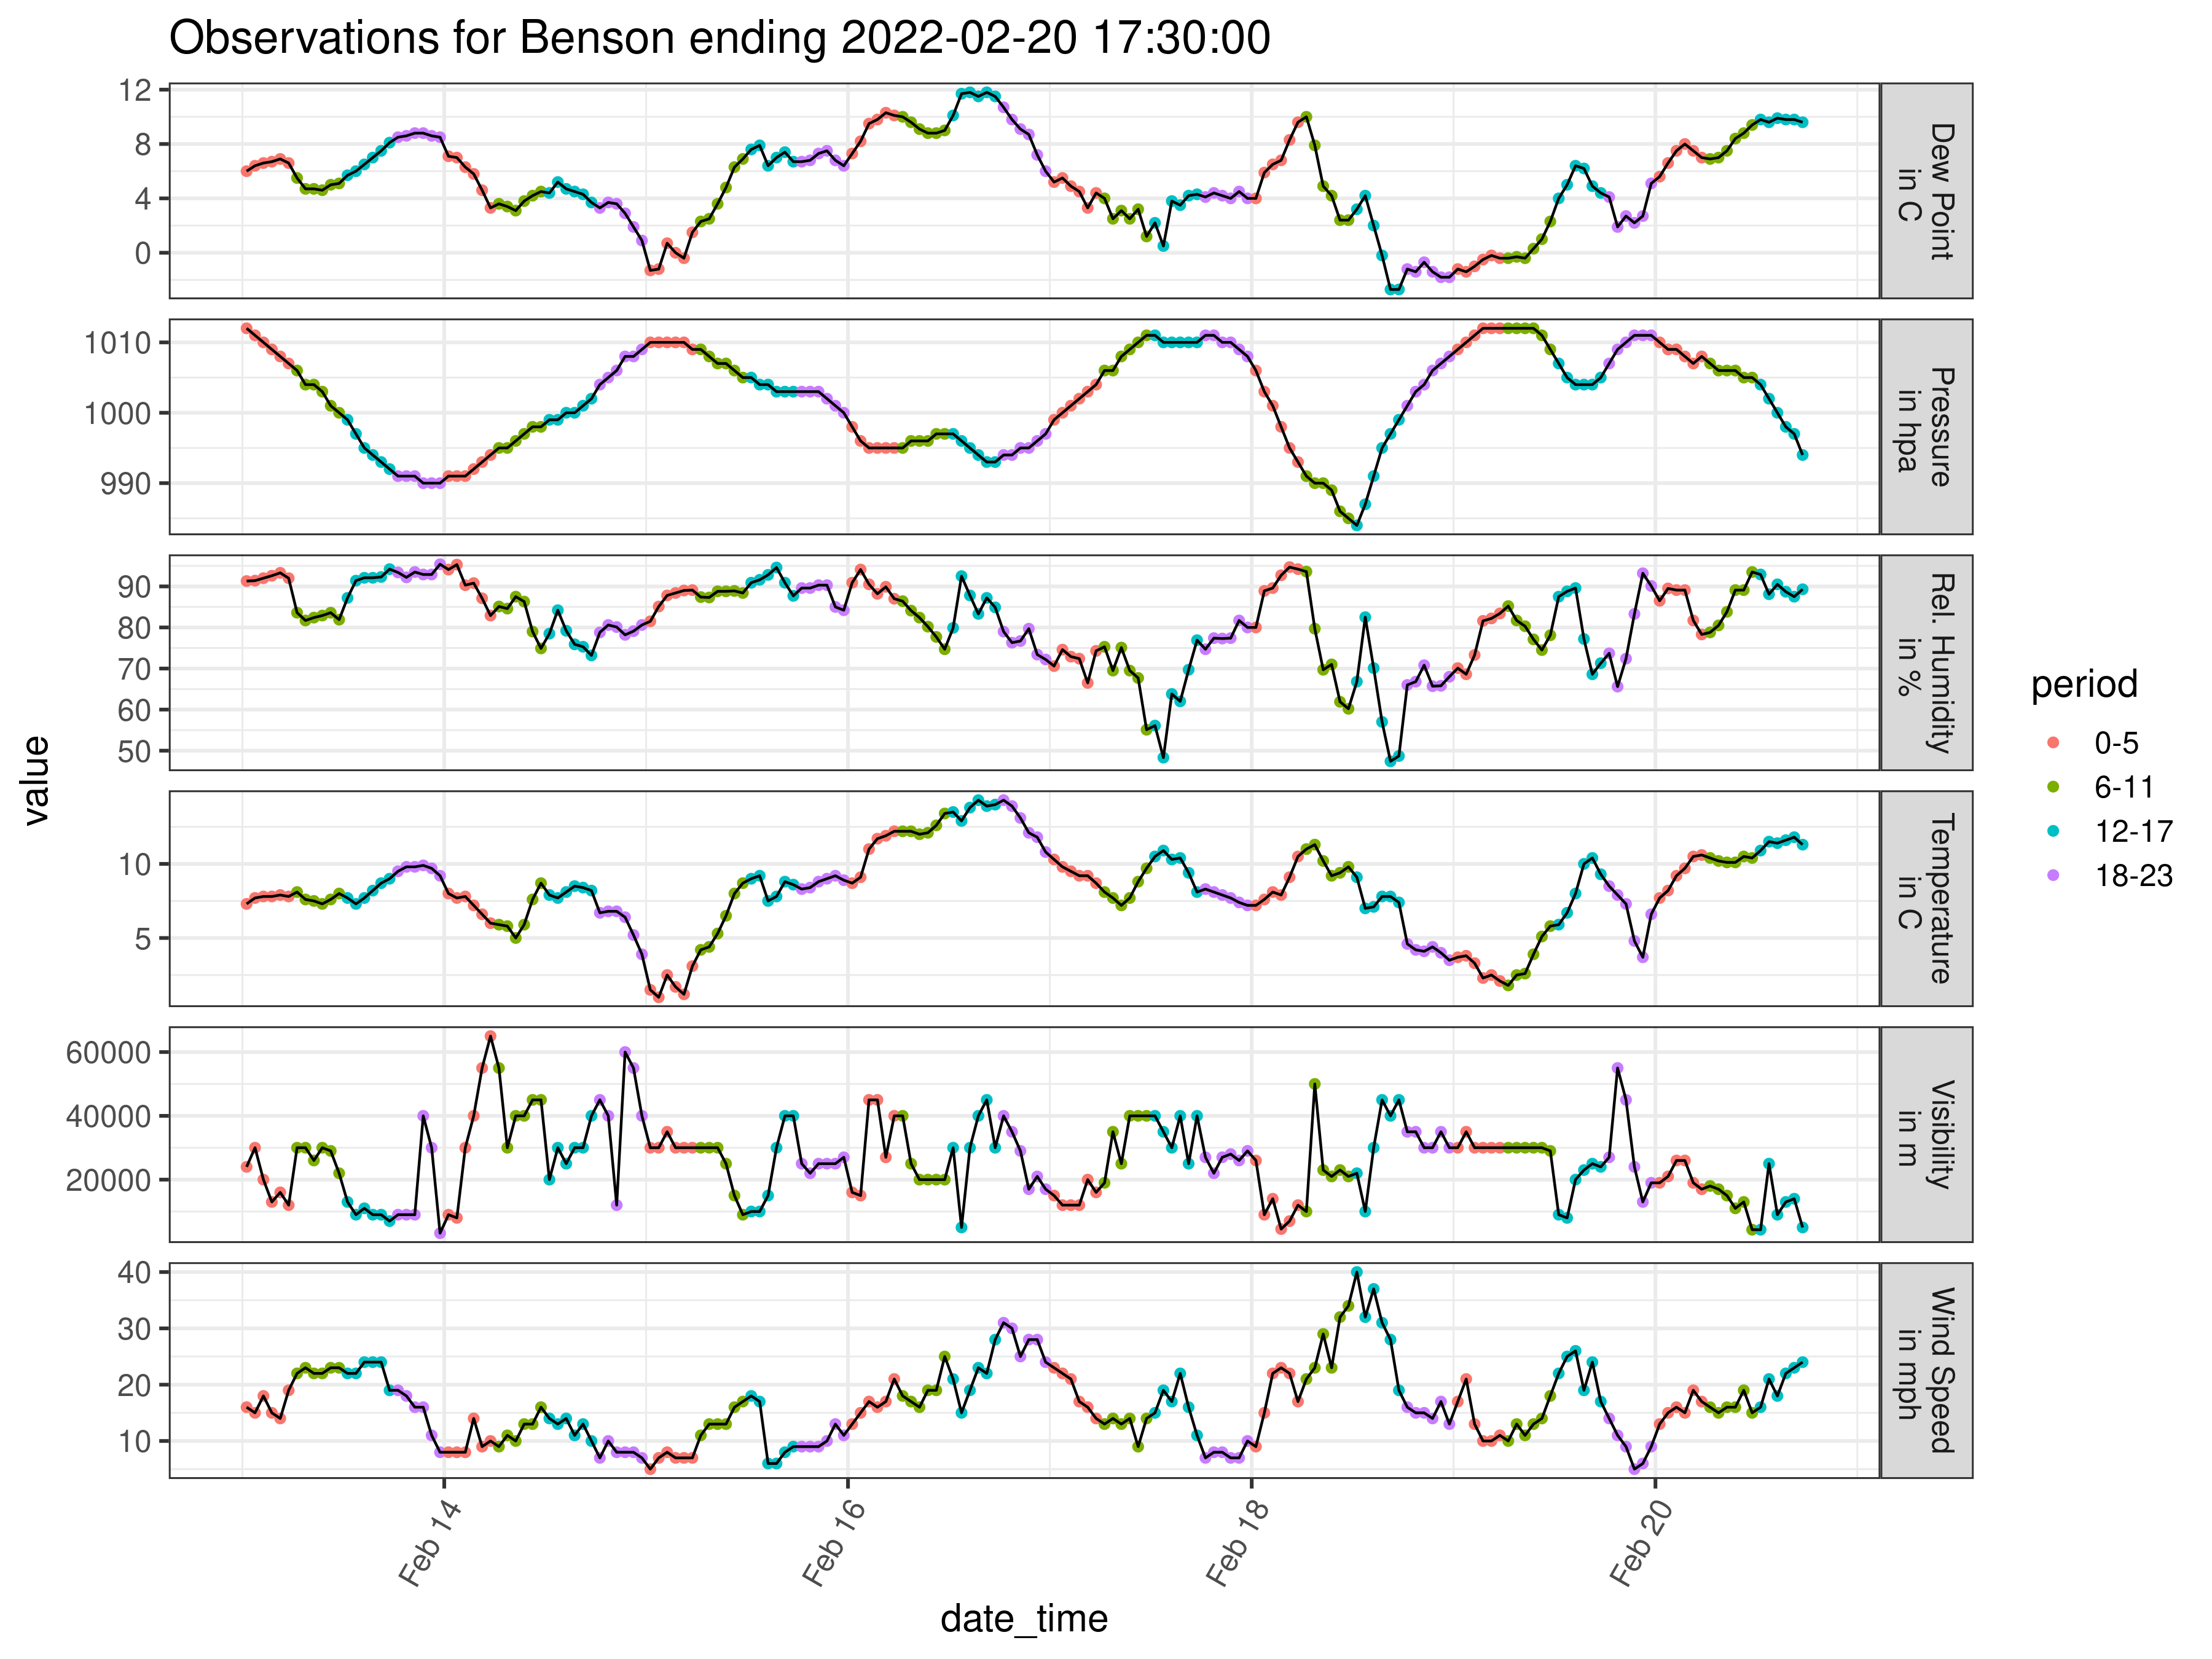 Observations for Benson ending 2022-02-20 17:30:00
value
12
8
4
0
Dew Point
in C
1010
1000
990
Pressure
in hpa
90
80
70
60
50
Rel. Humidity
in %
10
5
Temperature
in C
60000
40000
20000
Visibility
in m
40
30
20
10
Wind Speed
in mph
Feb 14
Feb 16
Feb 18
Feb 20
date_time
period
0-5
6-11
12-17
18-23